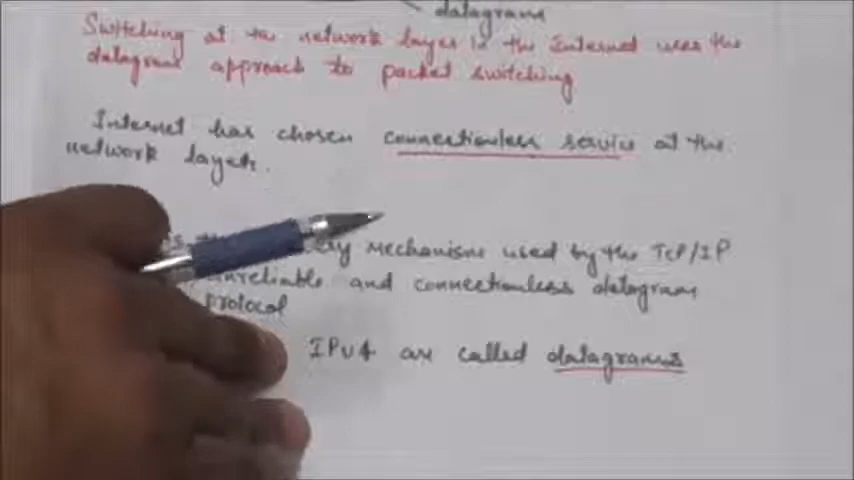 datagrams
Switching at the network layer in the Internet uses the
datagram approach to packet switching
Internet has chosen connectionless service at the
network layer.
mechanism used by the TCP/IP
unreliable and connectionless datagram
protocol
IPv4 are called datagrams